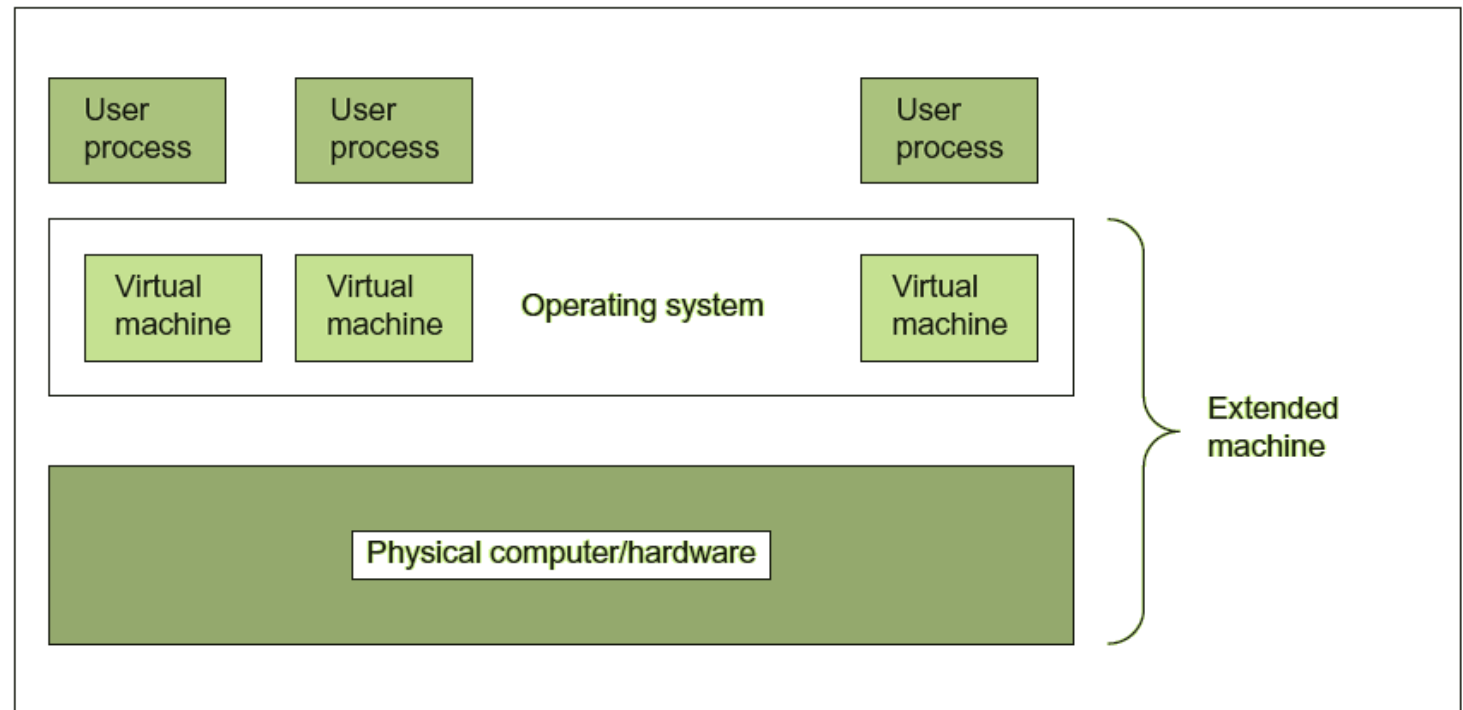 User
process
User
process
User
process
Virtual
machine
Virtual
machine
Operating system
Virtual
machine
Extended
machine
Physical computer/hardware